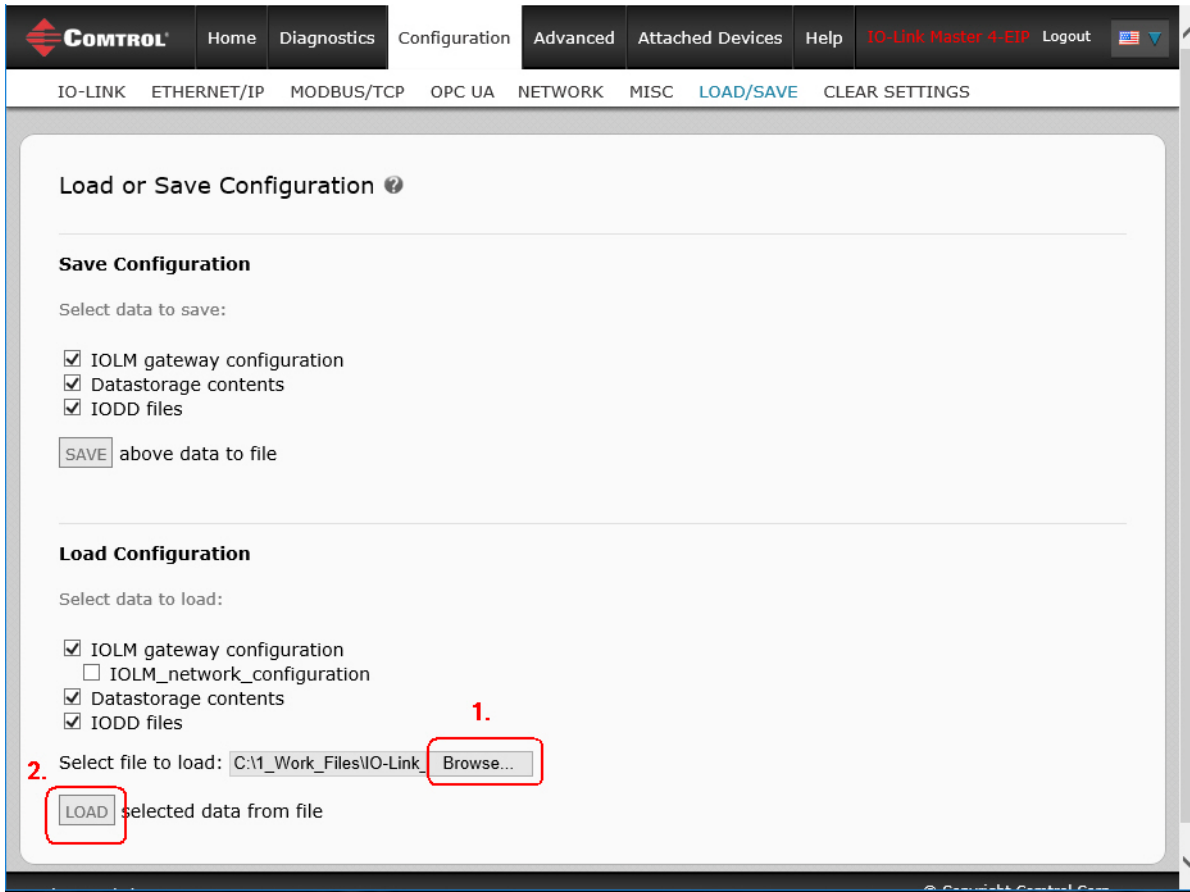 COMTROL Home Diagnostics Configuration Advanced Attached Devices Help IO-Link Master 4-EIP Logout
IO-LINK ETHERNET/IP MODBUS/TCP OPC UA NETWORK MISC LOAD/SAVE CLEAR SETTINGS
Load or Save Configuration ?
Save Configuration
Select data to save:
IOLM gateway configuration
Datastorage contents
IODD files
SAVE above data to file
Load Configuration
Select data to load:
IOLM gateway configuration
IOLM_network_configuration
Datastorage contents
IODD files
1.
Select file to load: C:\1_Work_Files\IO-Link_ Browse...
2.
LOAD selected data from file
© Copyright Comtrol Corp